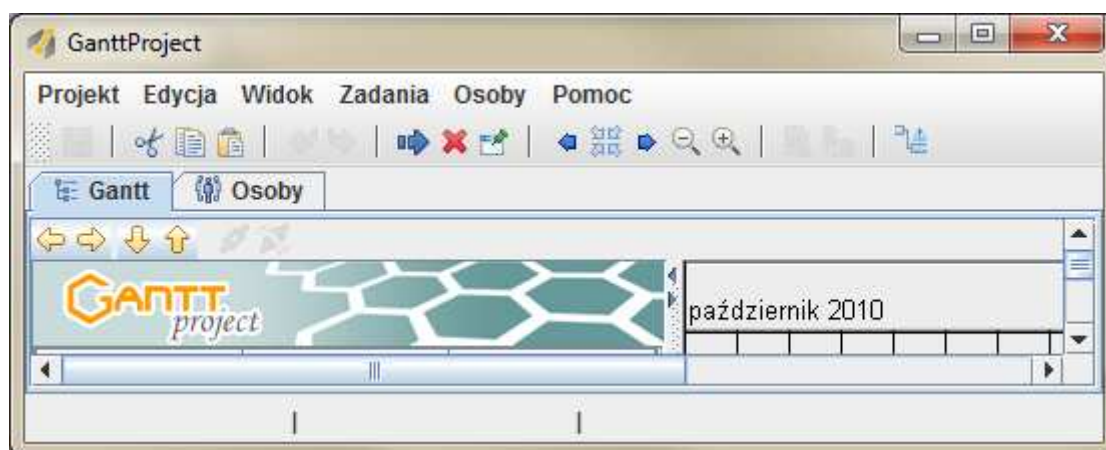 GanttProject
Projekt Edycja Widok Zadania Osoby Pomoc
Gantt Osoby
GANTT
project
październik 2010